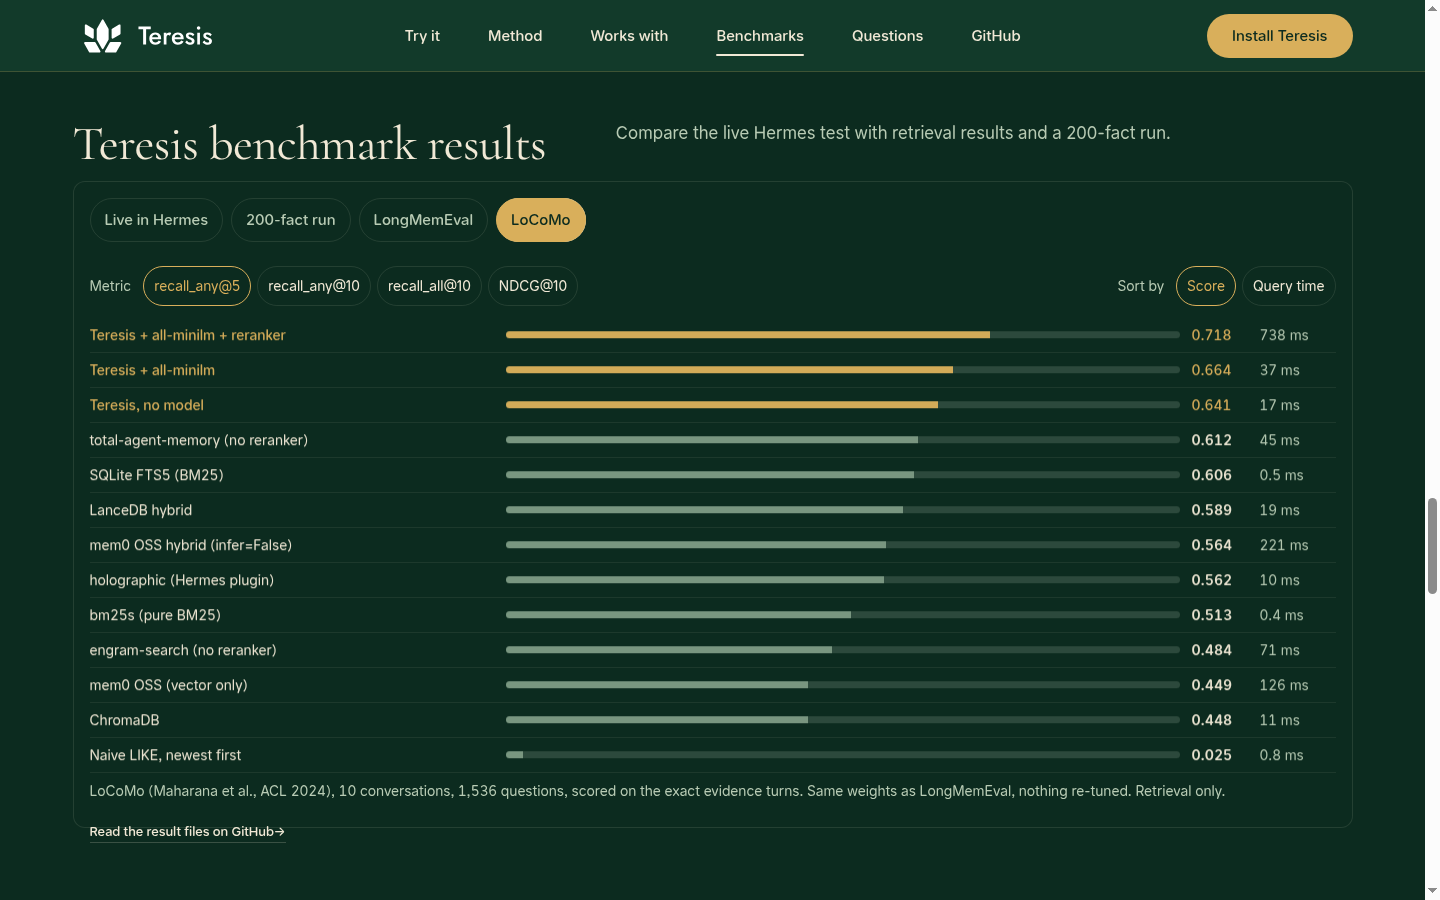 Teresis
Try it
Method
Works with
Benchmarks
Questions
GitHub
Install Teresis
Teresis benchmark results
Compare the live Hermes test with retrieval results and a 200-fact run.
Live in Hermes
200-fact run
LongMemEval
LoCoMo
Metric
recall_any@5
recall_any@10
recall_all@10
NDCG@10
Sort by
Score
Query time
Teresis + all-minilm + reranker 0.718 738 ms
Teresis + all-minilm 0.664 37 ms
Teresis, no model 0.641 17 ms
total-agent-memory (no reranker) 0.612 45 ms
SQLite FTS5 (BM25) 0.606 0.5 ms
LanceDB hybrid 0.589 19 ms
mem0 OSS hybrid (infer=False) 0.564 221 ms
holographic (Hermes plugin) 0.562 10 ms
bm25s (pure BM25) 0.513 0.4 ms
engram-search (no reranker) 0.484 71 ms
mem0 OSS (vector only) 0.449 126 ms
ChromaDB 0.448 11 ms
Naive LIKE, newest first 0.025 0.8 ms
LoCoMo (Maharana et al., ACL 2024), 10 conversations, 1,536 questions, scored on the exact evidence turns. Same weights as LongMemEval, nothing re-tuned. Retrieval only.
Read the result files on GitHub→